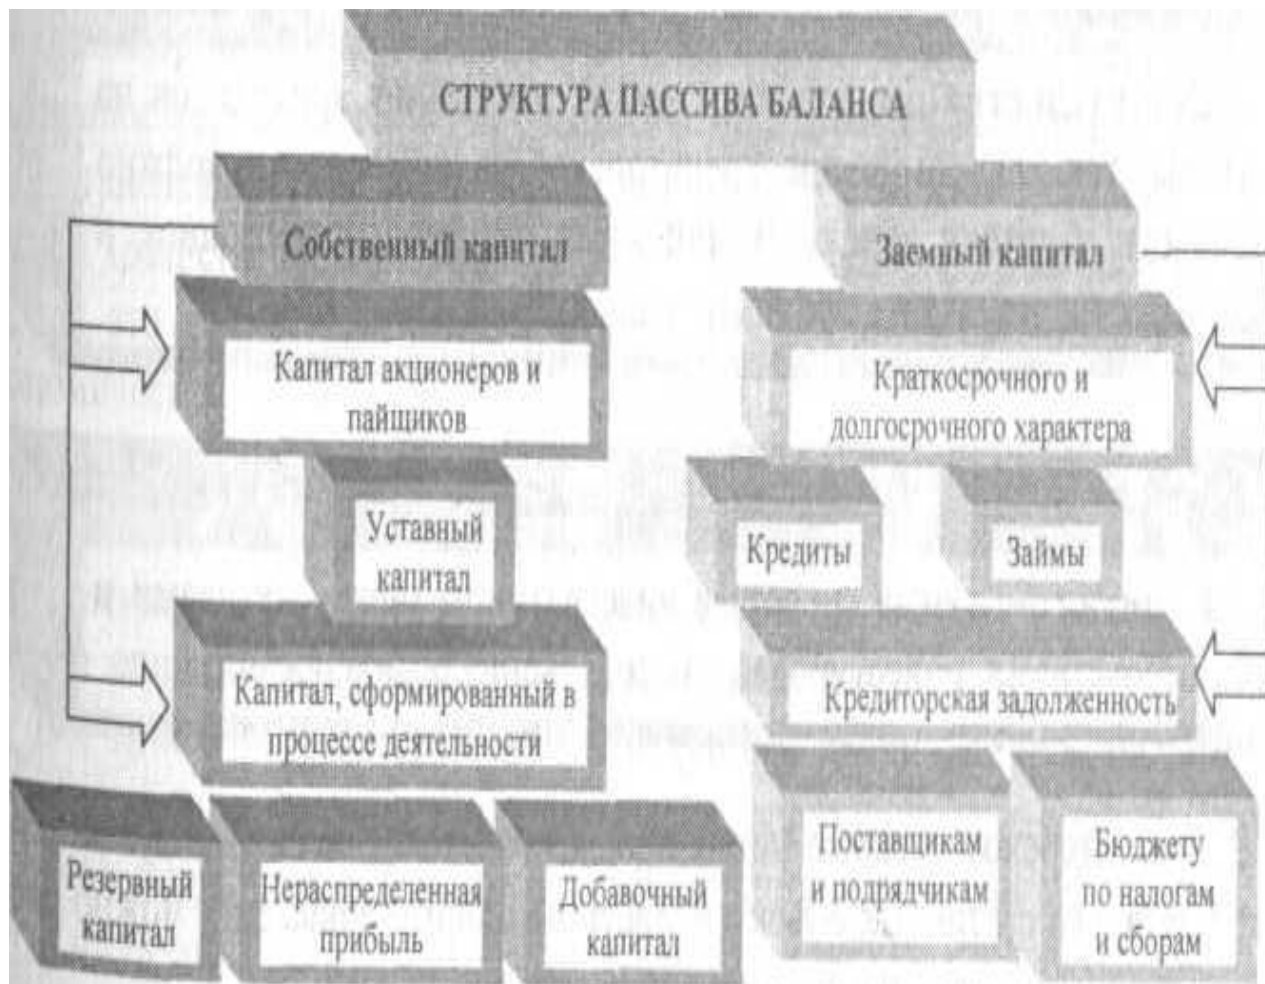 СТРУКТУРА ПАССИВА БАЛАНСА
Собственный капитал
Заемный капитал
Капитал акционеров и
пайщиков
Краткосрочного и
долгосрочного характера
Уставный
капитал
Кредиты
Займы
Капитал, сформированный в
процессе деятельности
Кредиторская задолженность
Резервный
капитал
Нераспределенная
прибыль
Добавочный
капитал
Поставщикам
и подрядчикам
Бюджету
по налогам
и сборам